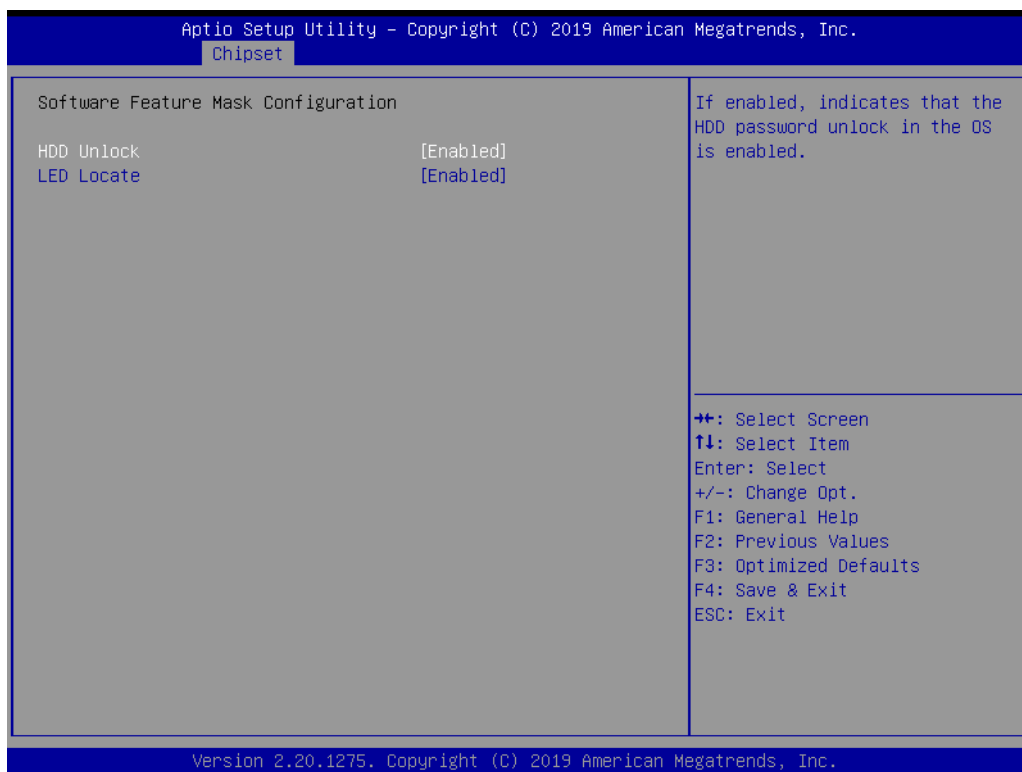 Aptio Setup Utility – Copyright (C) 2019 American Megatrends, Inc.
Chipset
Software Feature Mask Configuration
HDD Unlock [Enabled]
LED Locate [Enabled]
If enabled, indicates that the
HDD password unlock in the OS
is enabled.
→←: Select Screen
↑↓: Select Item
Enter: Select
+/-: Change Opt.
F1: General Help
F2: Previous Values
F3: Optimized Defaults
F4: Save & Exit
ESC: Exit
Version 2.20.1275. Copyright (C) 2019 American Megatrends, Inc.